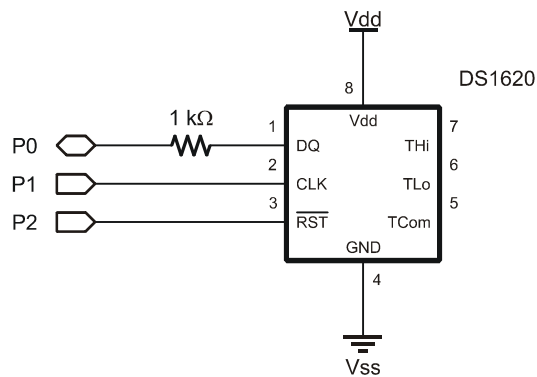 Vdd
DS1620
8
Vdd
1 kΩ
1
7
P0
DQ
THi
2
6
P1
CLK
TLo
3
5
P2
RST
TCom
GND
4
Vss